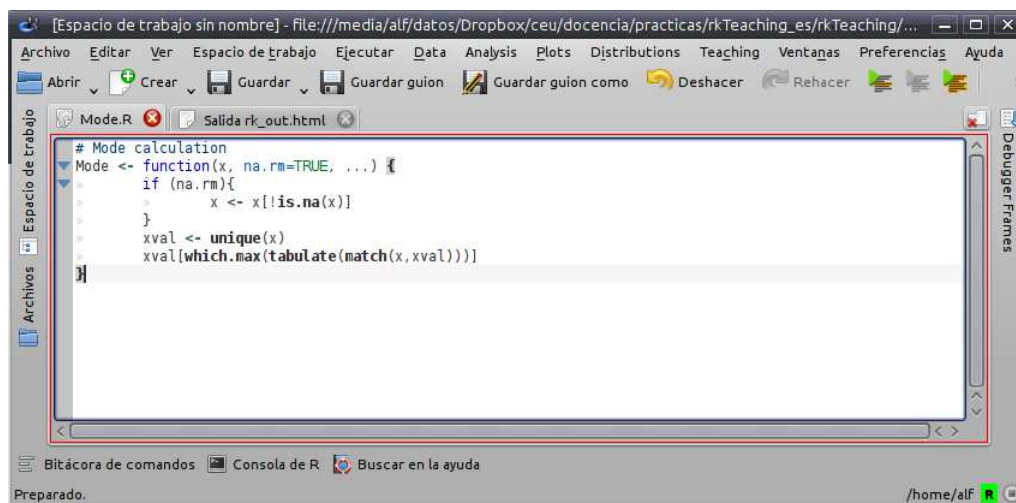 [Espacio de trabajo sin nombre] - file:///media/alf/datos/Dropbox/ceu/docencia/practicas/rkTeaching_es/rkTeaching/...
Archivo Editar Ver Espacio de trabajo Ejecutar Data Analysis Plots Distributions Teaching Ventanas Preferencias Ayuda
Abrir Crear Guardar Guardar guion Guardar guion como Deshacer Rehacer
Mode.R Salida rk_out.html
Espacio de trabajo
Archivos
Debugger Frames
# Mode calculation
Mode <- function(x, na.rm=TRUE, ...) {
if (na.rm){
x <- x[!is.na(x)]
}
xval <- unique(x)
xval[which.max(tabulate(match(x,xval)))]
}
Bitácora de comandos Consola de R Buscar en la ayuda
Preparado. /home/alf R